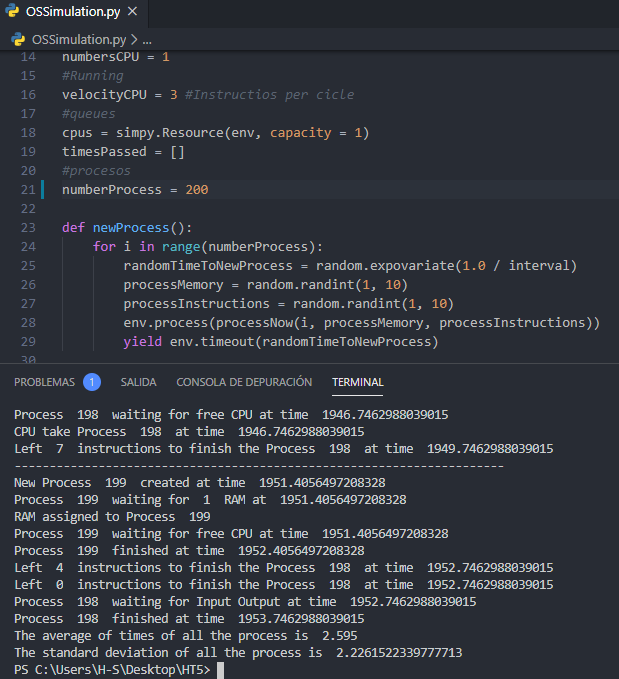 OSSimulation.py ×
OSSimulation.py > ...
14 numbersCPU = 1
15 #Running
16 velocityCPU = 3 #Instructios per cicle
17 #queues
18 cpus = simpy.Resource(env, capacity = 1)
19 timesPassed = []
20 #procesos
21 numberProcess = 200
22
23 def newProcess():
24 for i in range(numberProcess):
25 randomTimeToNewProcess = random.expovariate(1.0 / interval)
26 processMemory = random.randint(1, 10)
27 processInstructions = random.randint(1, 10)
28 env.process(processNow(i, processMemory, processInstructions))
29 yield env.timeout(randomTimeToNewProcess)
30
PROBLEMAS 1 SALIDA CONSOLA DE DEPURACIÓN TERMINAL
Process  198  waiting for free CPU at time  1946.7462988039015
CPU take Process  198  at time  1946.7462988039015
Left  7  instructions to finish the Process  198  at time  1949.7462988039015
----------------------------------------------------------------------
New Process  199  created at time  1951.4056497208328
Process  199  waiting for  1  RAM at  1951.4056497208328
RAM assigned to Process  199
Process  199  waiting for free CPU at time  1951.4056497208328
Process  199  finished at time  1952.4056497208328
Left  4  instructions to finish the Process  198  at time  1952.7462988039015
Left  0  instructions to finish the Process  198  at time  1952.7462988039015
Process  198  waiting for Input Output at time  1952.7462988039015
Process  198  finished at time  1953.7462988039015
The average of times of all the process is  2.595
The standard deviation of all the process is  2.2261522339777713
PS C:\Users\H-S\Desktop\HT5>